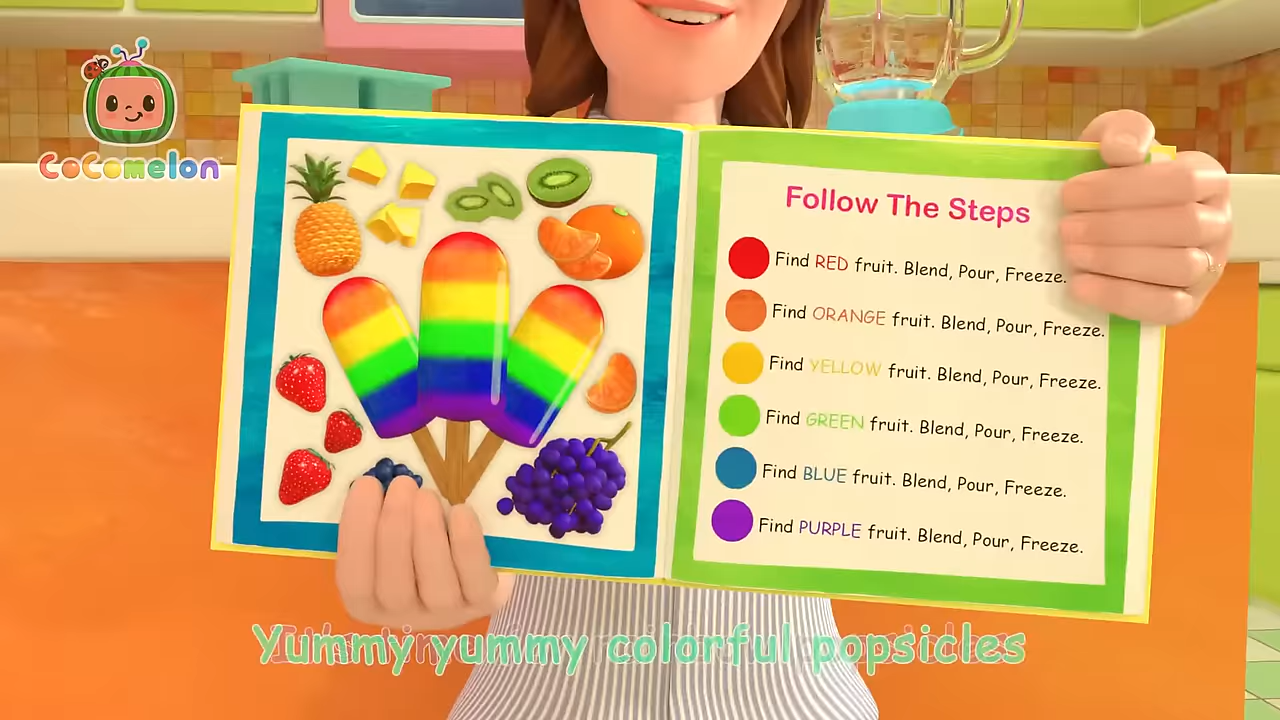 CoComelon
Follow The Steps
Find RED fruit. Blend, Pour, Freeze.
Find ORANGE fruit. Blend, Pour, Freeze.
Find YELLOW fruit. Blend, Pour, Freeze.
Find GREEN fruit. Blend, Pour, Freeze.
Find BLUE fruit. Blend, Pour, Freeze.
Find PURPLE fruit. Blend, Pour, Freeze.
Yummy yummy colorful popsicles